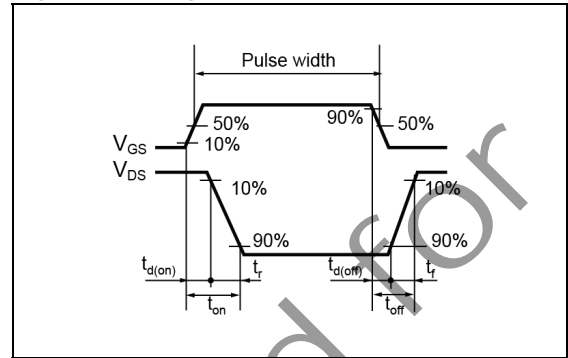 Pulse width
90%
50%
50%
V_GS
10%
V_DS
10%
10%
90%
90%
t_d(on)
t_r
t_d(off)
t_f
t_on
t_off
d for